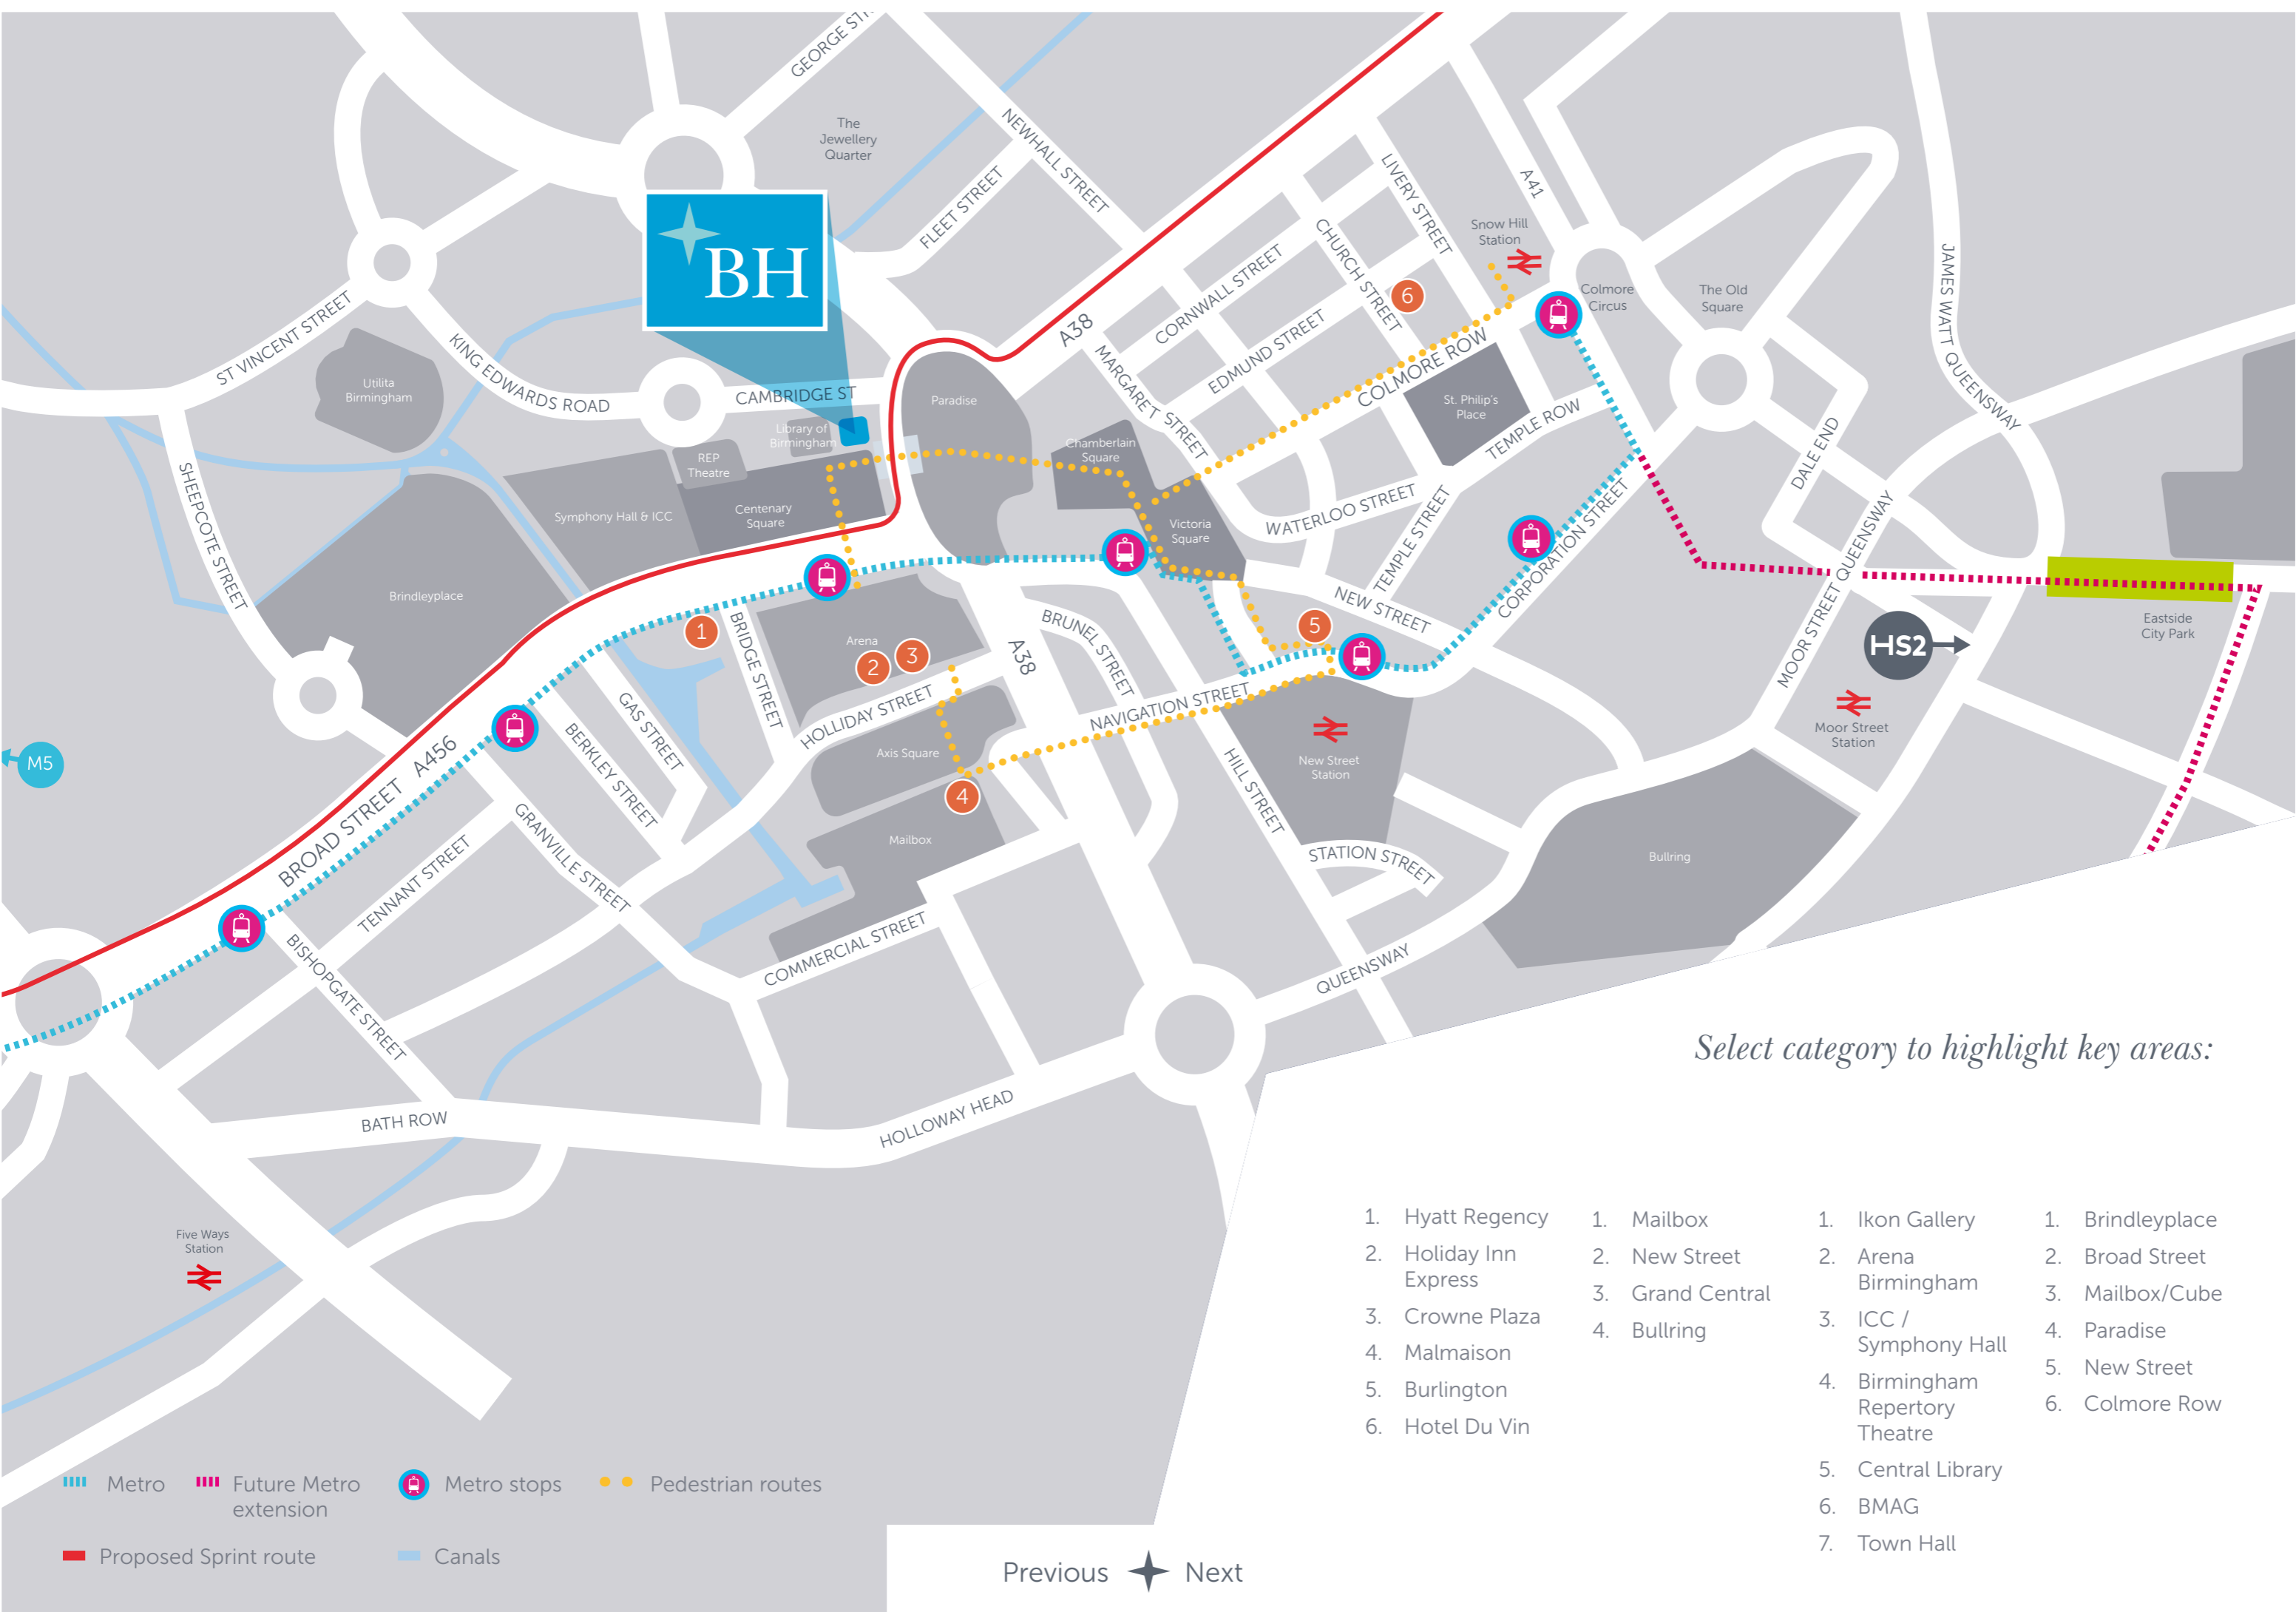 GEORGE STR
The
Jewellery
Quarter
NEWHALL STREET
FLEET STREET
BH
LIVERY STREET
A41
Snow Hill
Station
CHURCH STREET
6
Colmore
Circus
The Old
Square
JAMES WATT QUEENSWAY
CORNWALL STREET
EDMUND STREET
A38
MARGARET STREET
COLMORE ROW
ST VINCENT STREET
KING EDWARDS ROAD
Utilita
Birmingham
CAMBRIDGE ST
Paradise
St. Philip's
Place
TEMPLE ROW
Library of
Birmingham
REP
Theatre
Chamberlain
Square
DALE END
SHEEPCOTE STREET
Symphony Hall & ICC
Centenary
Square
Victoria
Square
WATERLOO STREET
TEMPLE STREET
CORPORATION STREET
MOOR STREET QUEENSWAY
Brindleyplace
NEW STREET
Eastside
City Park
HS2
1
BRIDGE STREET
Arena
2
3
A38
BRUNEL STREET
5
Moor Street
Station
GAS STREET
BERKLEY STREET
HOLLIDAY STREET
NAVIGATION STREET
Axis Square
4
New Street
Station
HILL STREET
M5
BROAD STREET A456
GRANVILLE STREET
TENNANT STREET
Mailbox
STATION STREET
Bullring
BISHOPGATE STREET
COMMERCIAL STREET
QUEENSWAY
Select category to highlight key areas:
BATH ROW
HOLLOWAY HEAD
Five Ways
Station
1. Hyatt Regency
2. Holiday Inn
Express
3. Crowne Plaza
4. Malmaison
5. Burlington
6. Hotel Du Vin
1. Mailbox
2. New Street
3. Grand Central
4. Bullring
1. Ikon Gallery
2. Arena
Birmingham
3. ICC /
Symphony Hall
4. Birmingham
Repertory
Theatre
5. Central Library
6. BMAG
7. Town Hall
1. Brindleyplace
2. Broad Street
3. Mailbox/Cube
4. Paradise
5. New Street
6. Colmore Row
Metro
Future Metro
extension
Metro stops
Pedestrian routes
Proposed Sprint route
Canals
Previous
Next